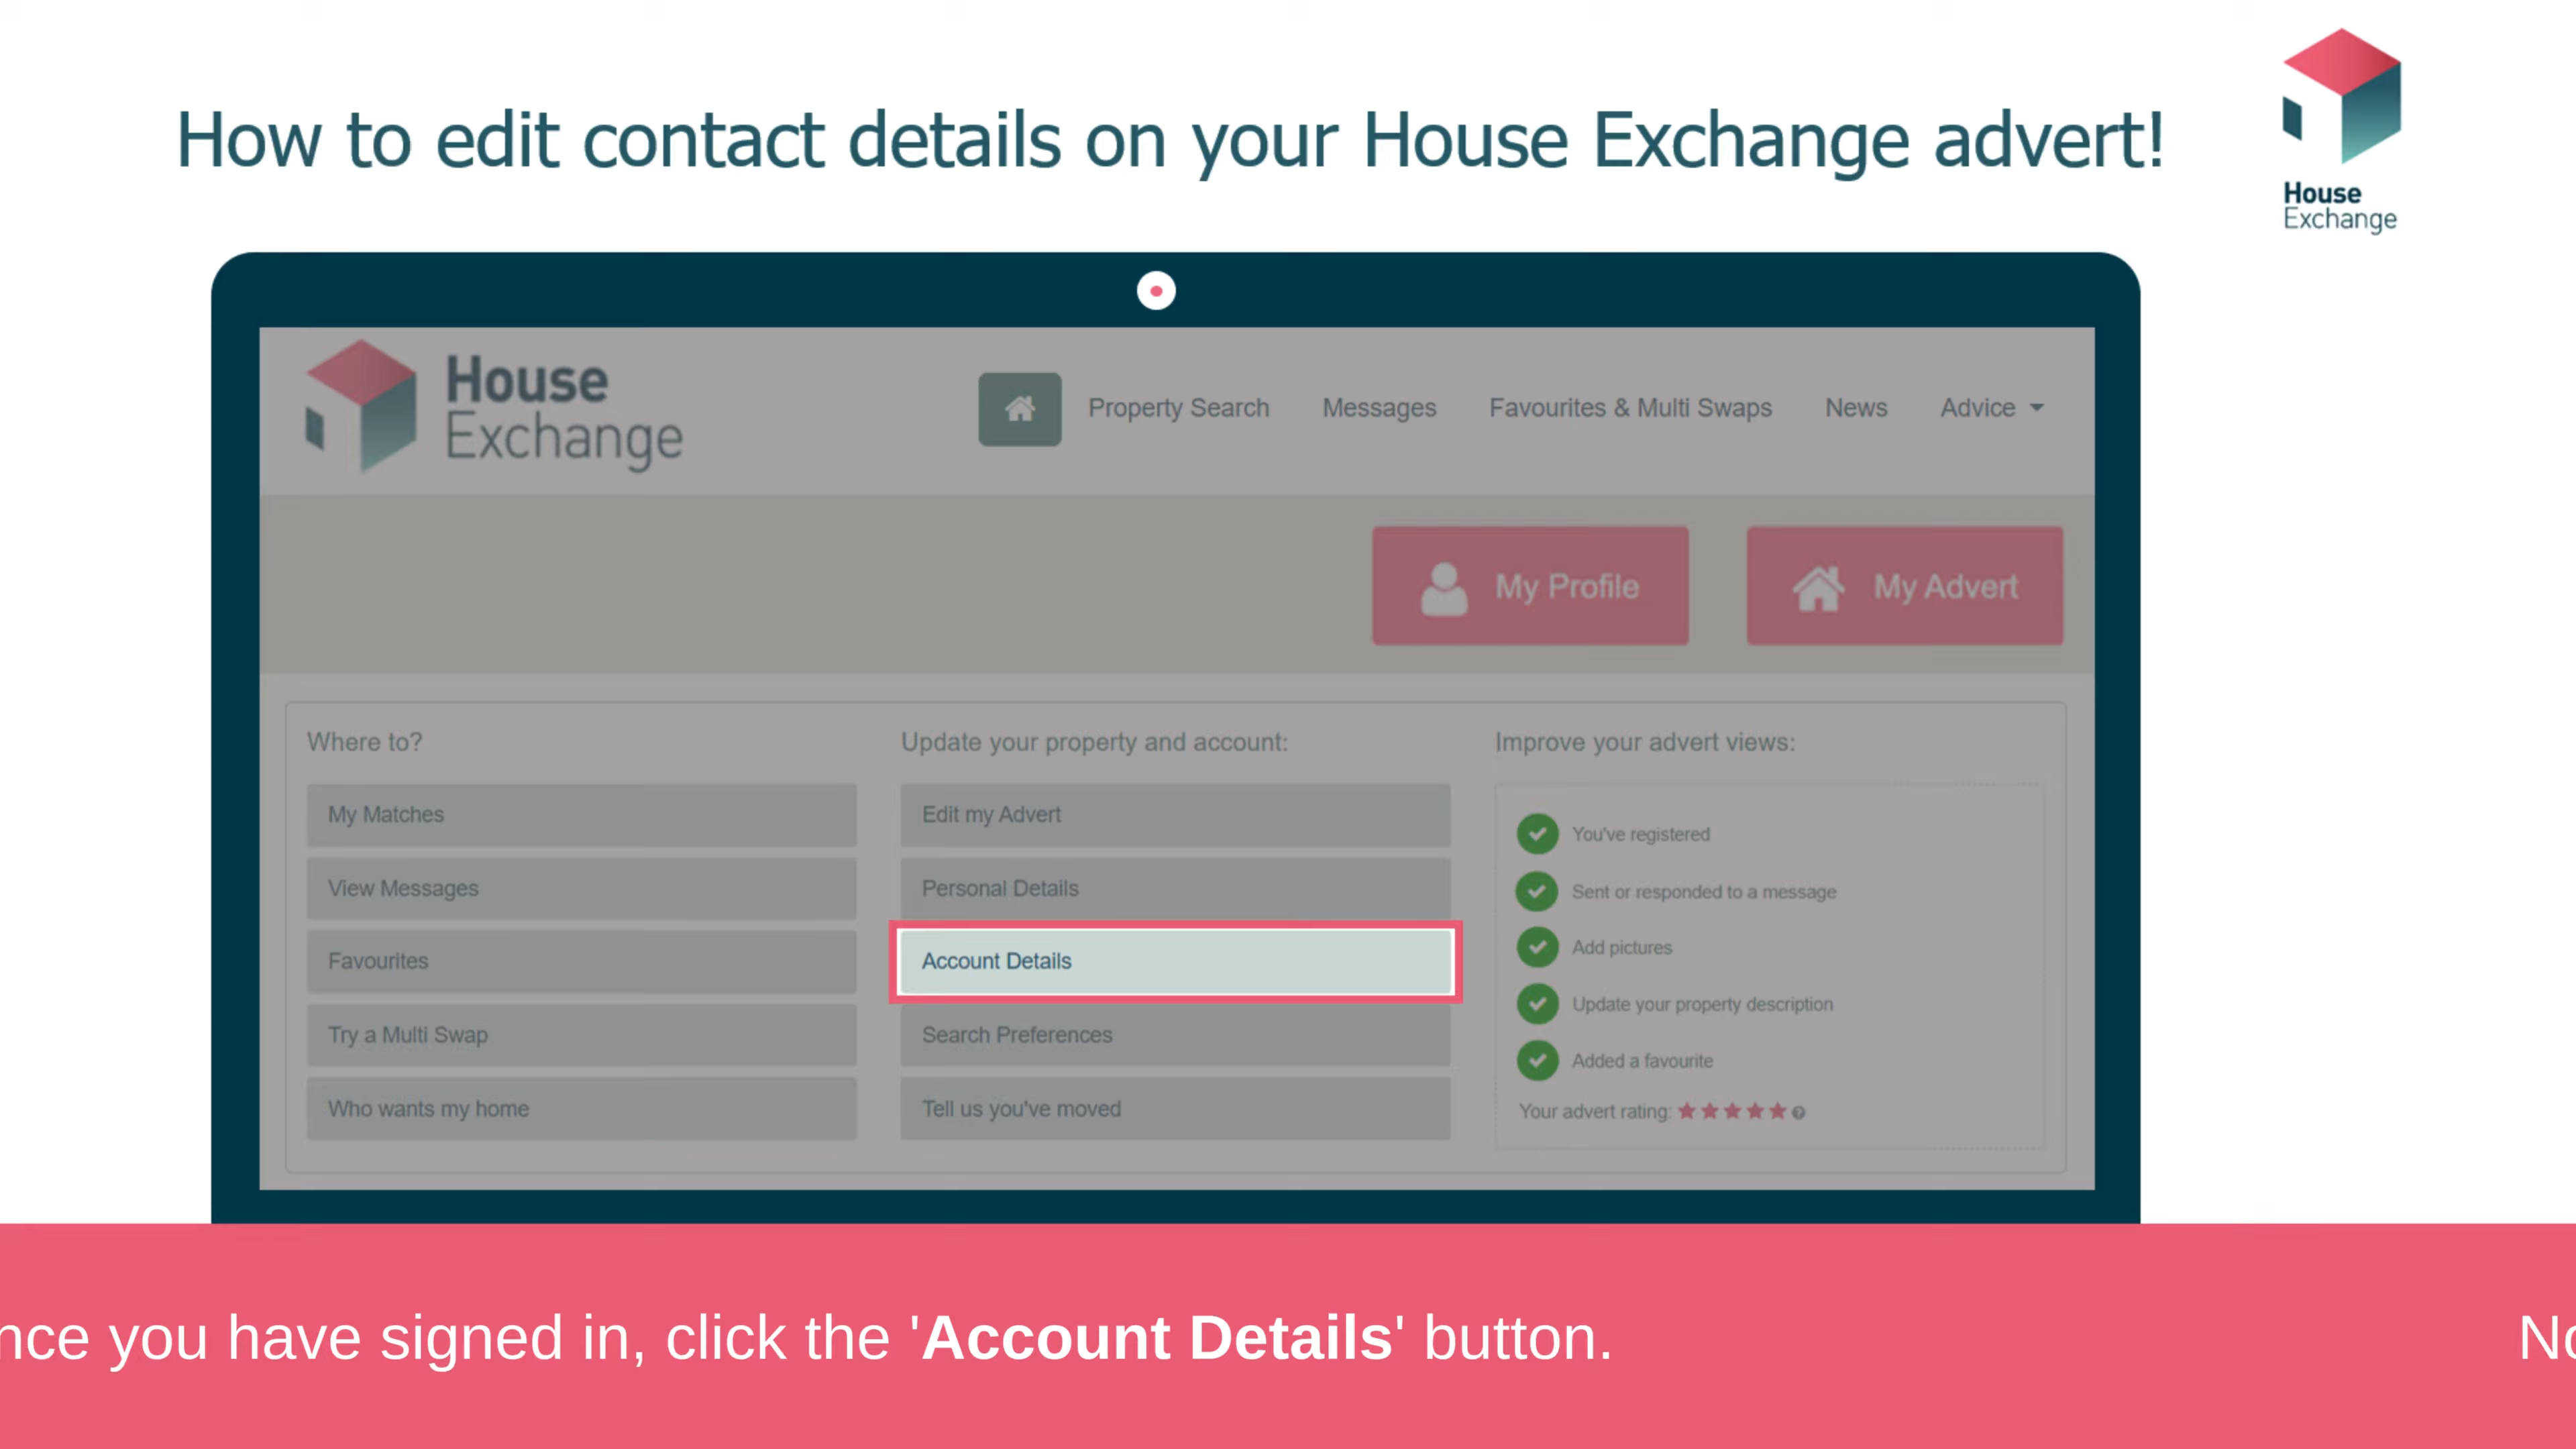 How to edit contact details on your House Exchange advert!
House
Exchange
House
Exchange
Property Search
Messages
Favourites & Multi Swaps
News
Advice
My Profile
My Advert
Where to?
My Matches
View Messages
Favourites
Try a Multi Swap
Who wants my home
Update your property and account:
Edit my Advert
Personal Details
Account Details
Search Preferences
Tell us you've moved
Improve your advert views:
You've registered
Sent or responded to a message
Add pictures
Update your property description
Added a favourite
Your advert rating:
you have signed in, click the 'Account Details' button.